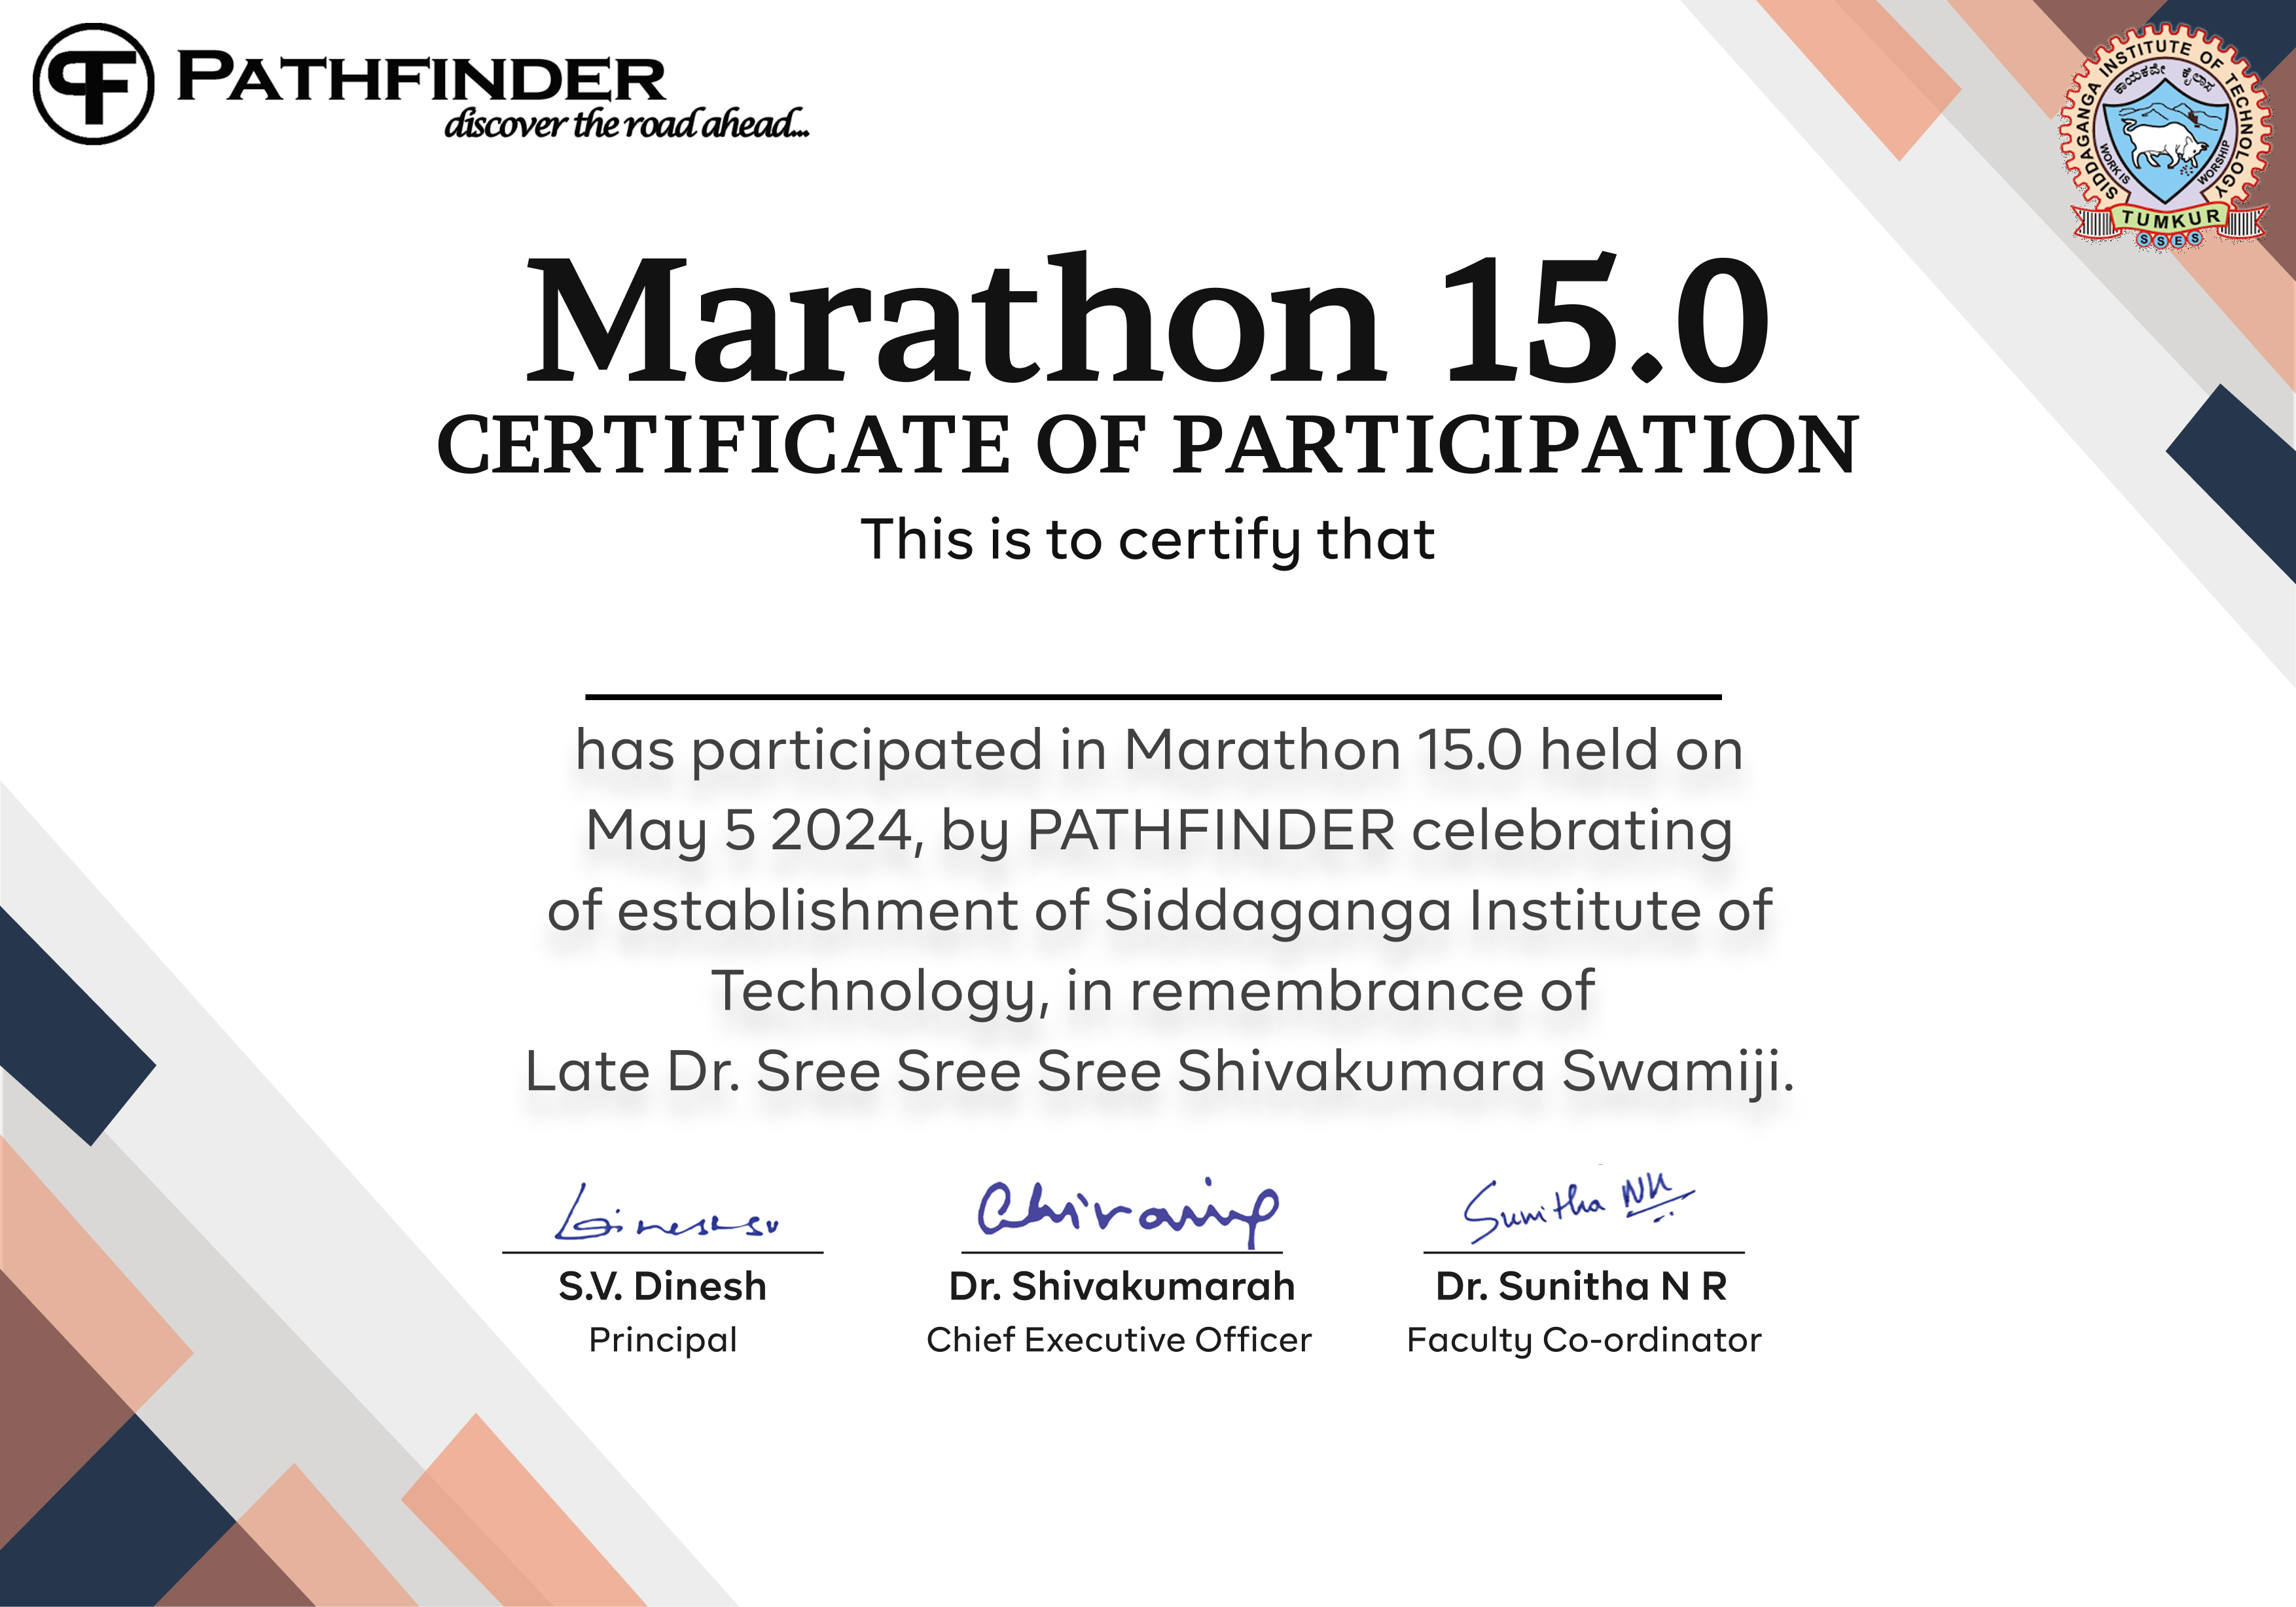 PF PATHFINDER
discover the road ahead...
SIDDAGANGA INSTITUTE OF TECHNOLOGY
ಕಾಯಕವೇ ಕೈಲಾಸ
WORK IS WORSHIP
TUMKUR
SSES
Marathon 15.0
CERTIFICATE OF PARTICIPATION
This is to certify that
has participated in Marathon 15.0 held on
May 5 2024, by PATHFINDER celebrating
of establishment of Siddaganga Institute of
Technology, in remembrance of
Late Dr. Sree Sree Sree Shivakumara Swamiji.
Sunitha NR
S.V. Dinesh
Principal
Dr. Shivakumarah
Chief Executive Officer
Dr. Sunitha N R
Faculty Co-ordinator